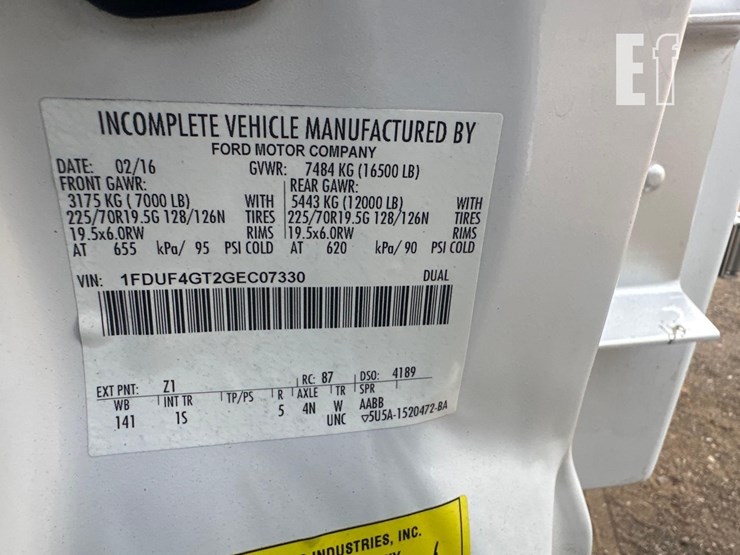 Ef
INCOMPLETE VEHICLE MANUFACTURED BY
FORD MOTOR COMPANY
DATE: 02/16 GVWR: 7484 KG (16500 LB)
FRONT GAWR: REAR GAWR:
3175 KG ( 7000 LB) WITH 5443 KG (12000 LB) WITH
225/70R19.5G 128/126N TIRES 225/70R19.5G 128/126N TIRES
19.5x6.0RW RIMS 19.5x6.0RW RIMS
AT 655 kPa/ 95 PSI COLD AT 620 kPa/ 90 PSI COLD
VIN: 1FDUF4GT2GEC07330 DUAL
EXT PNT: Z1 RC: 87 DSO: 4189
WB INT TR TP/PS R AXLE TR SPR
141 1S 5 4N W AABB
UNC ▽5U5A-1520472-BA
INDUSTRIES, INC.